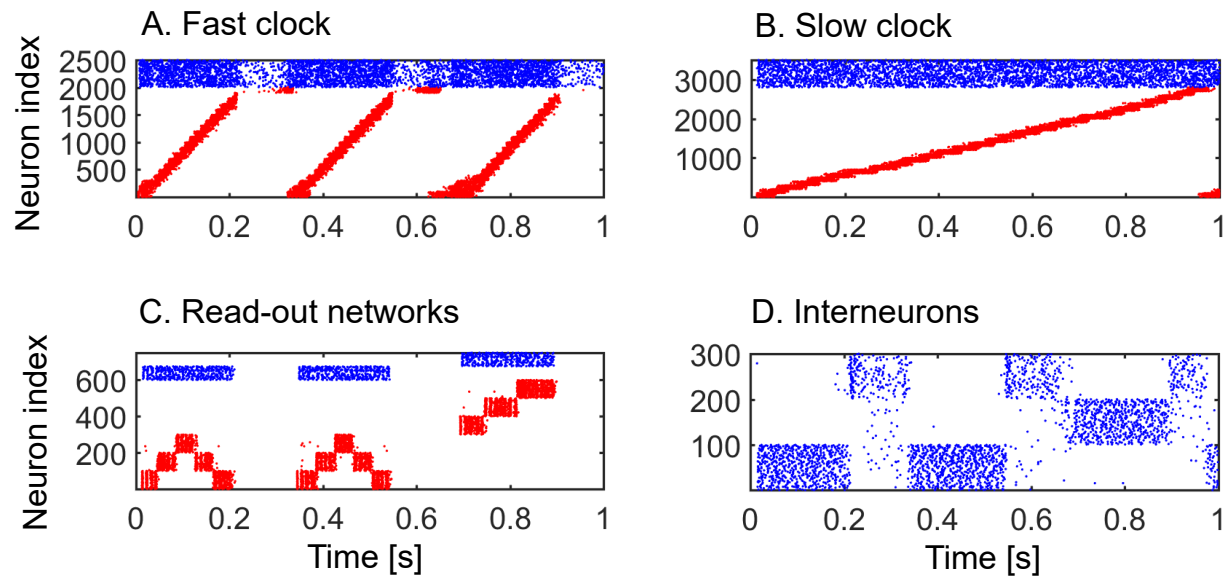 A. Fast clock
B. Slow clock
Neuron index
2500
2000
1500
1000
500
0 0.2 0.4 0.6 0.8 1
3000
2000
1000
0 0.2 0.4 0.6 0.8 1
C. Read-out networks
D. Interneurons
Neuron index
600
400
200
0 0.2 0.4 0.6 0.8 1
Time [s]
300
200
100
0 0.2 0.4 0.6 0.8 1
Time [s]